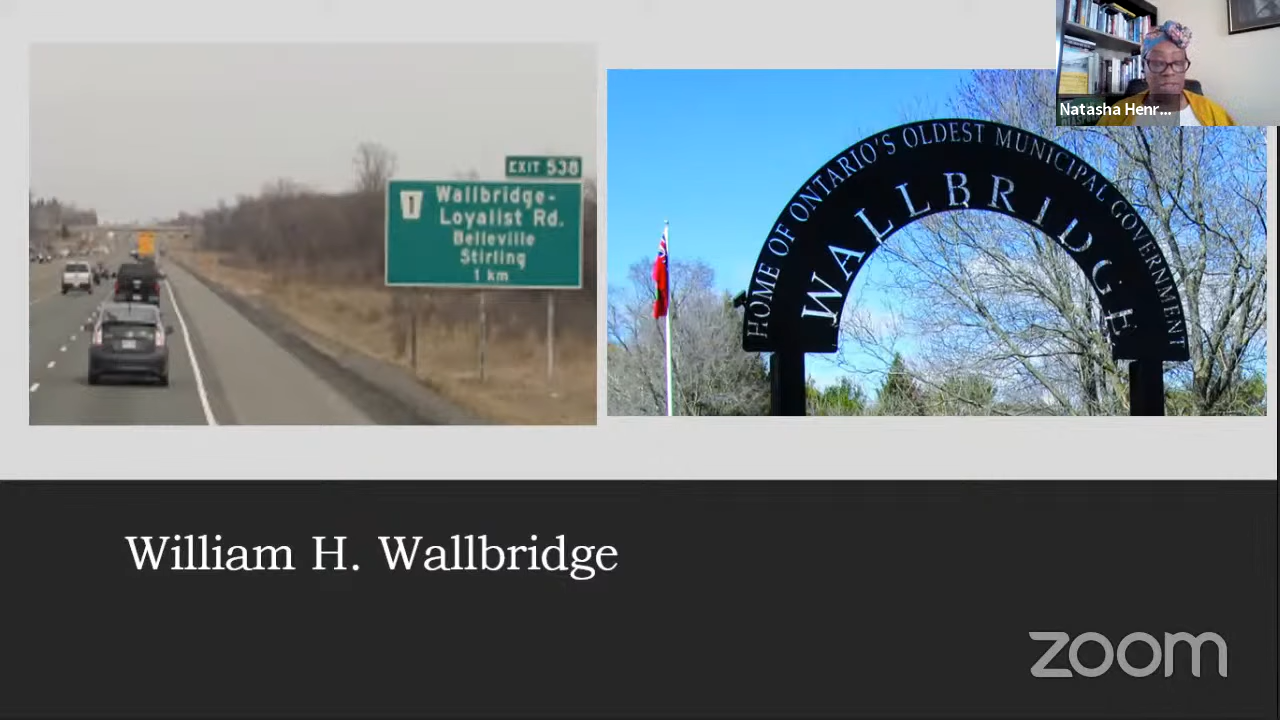 EXIT 538
1
Wallbridge-
Loyalist Rd.
Belleville
Stirling
1 km
HOME OF ONTARIO'S OLDEST MUNICIPAL GOVERNMENT
WALLBRIDGE
Natasha Henr...
William H. Wallbridge
zoom